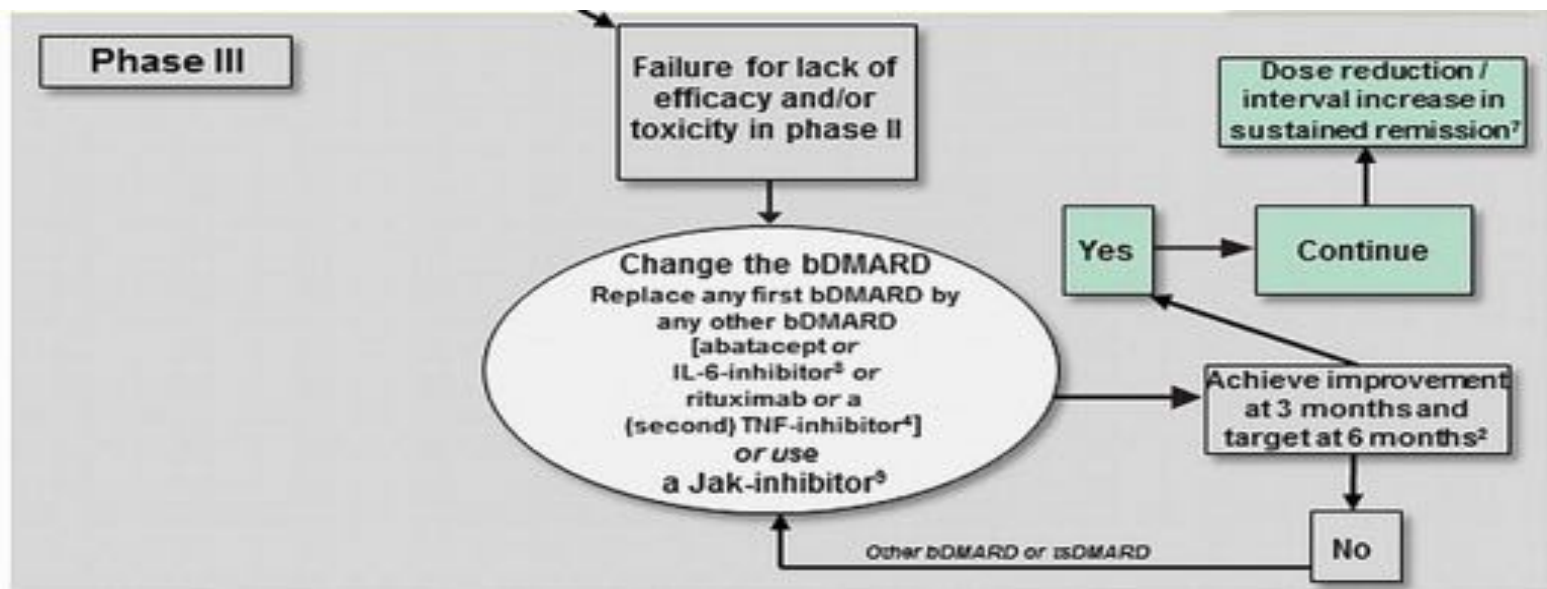 Phase III
Failure for lack of
efficacy and/or
toxicity in phase II
Dose reduction /
interval increase in
sustained remission⁷
Yes
Continue
Change the bDMARD
Replace any first bDMARD by
any other bDMARD
[abatacept or
IL-6-inhibitor⁸ or
rituximab or a
(second) TNF-inhibitor⁴]
or use
a Jak-inhibitor⁹
Achieve improvement
at 3 months and
target at 6 months²
No
Other bDMARD or tsDMARD